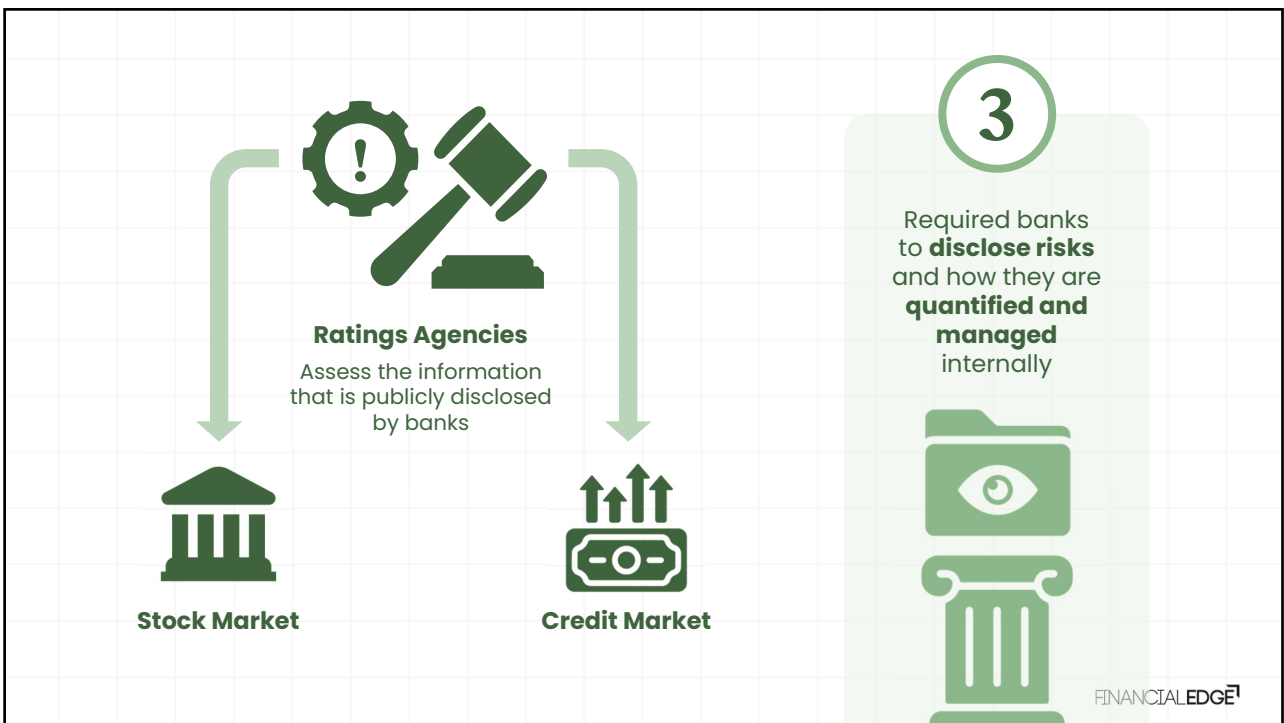 Ratings Agencies
Assess the information
that is publicly disclosed
by banks
Stock Market
Credit Market
3
Required banks
to disclose risks
and how they are
quantified and
managed
internally
FINANCIALEDGE